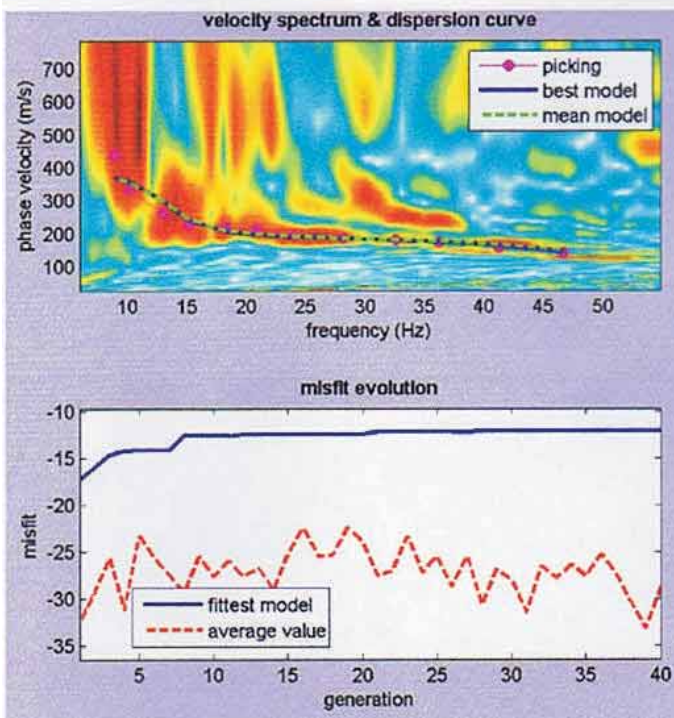 velocity spectrum & dispersion curve
700
600
500
400
300
200
100
phase velocity (m/s)
picking
best model
mean model
10 15 20 25 30 35 40 45 50
frequency (Hz)
misfit evolution
-10
-15
-20
-25
-30
-35
misfit
fittest model
average value
5 10 15 20 25 30 35 40
generation